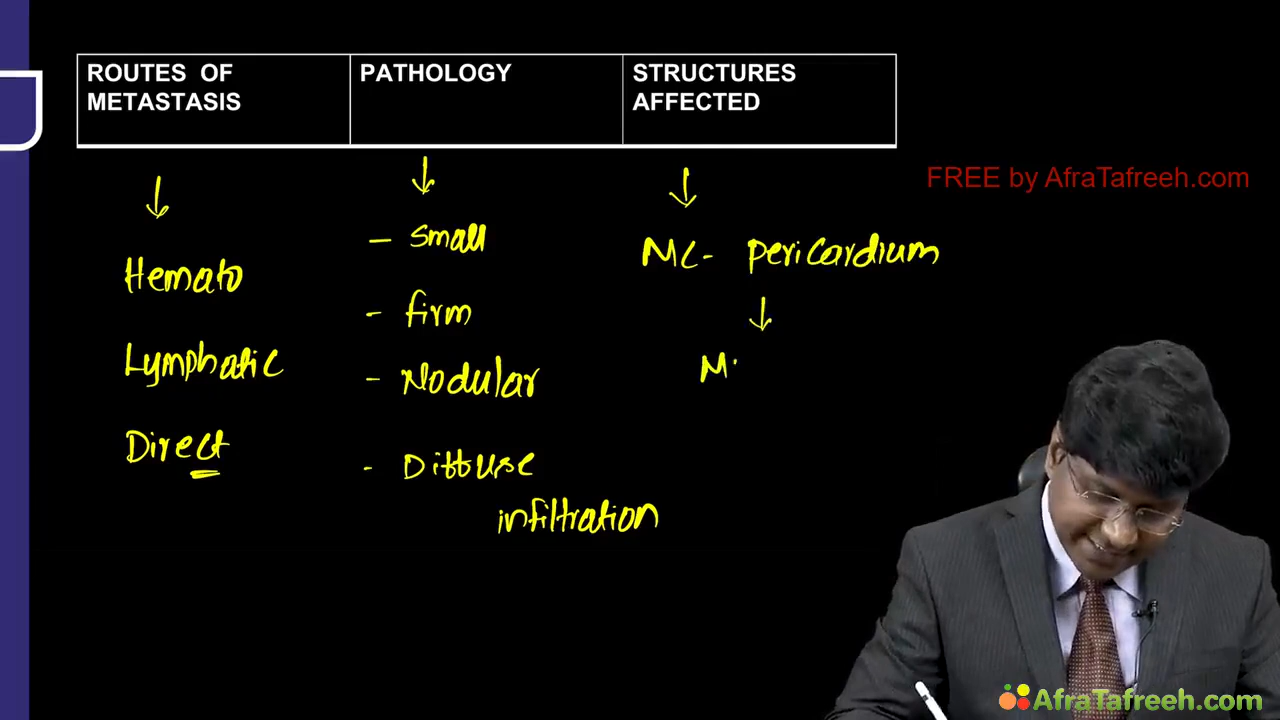 ROUTES OF
METASTASIS
PATHOLOGY
STRUCTURES
AFFECTED
FREE by AfraTafreeh.com
Hemato
Lymphatic
Direct
- small
- firm
- Nodular
- Diffuse
infiltration
MC- pericardium
M.
AfraTafreeh.com